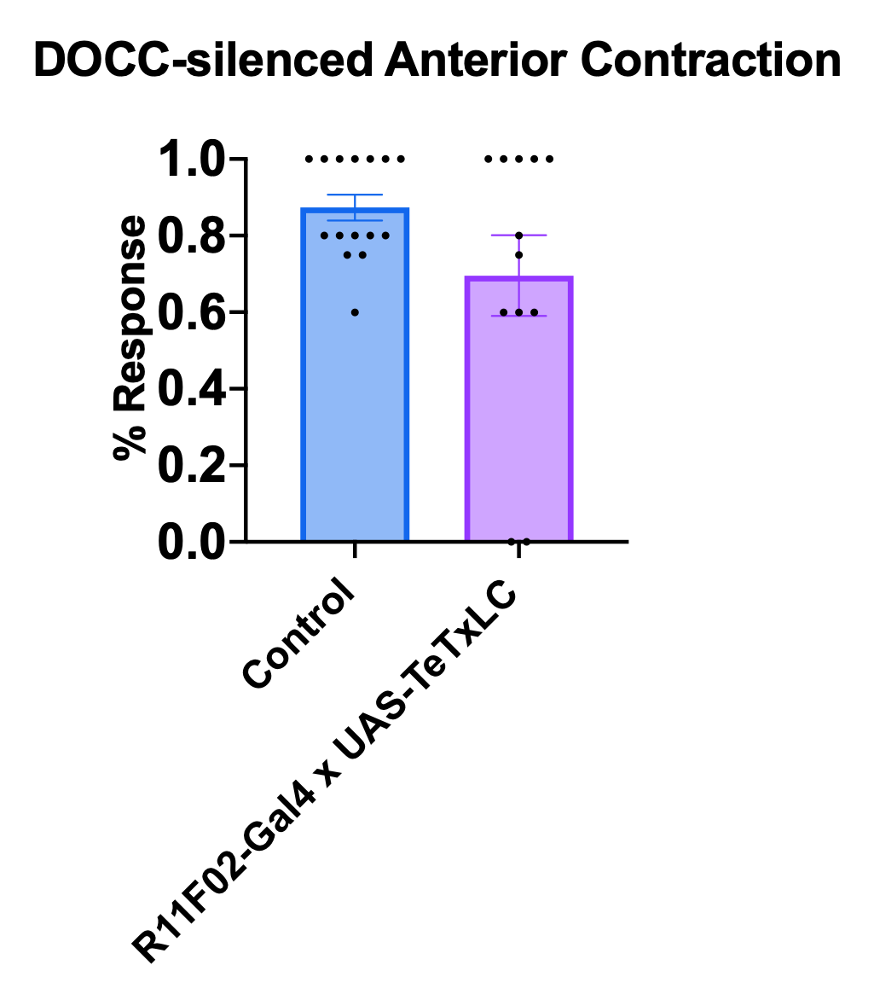 DOCC-silenced Anterior Contraction
% Response
1.0
0.8
0.6
0.4
0.2
0.0
Control
R11F02-Gal4 x UAS-TeTxLC